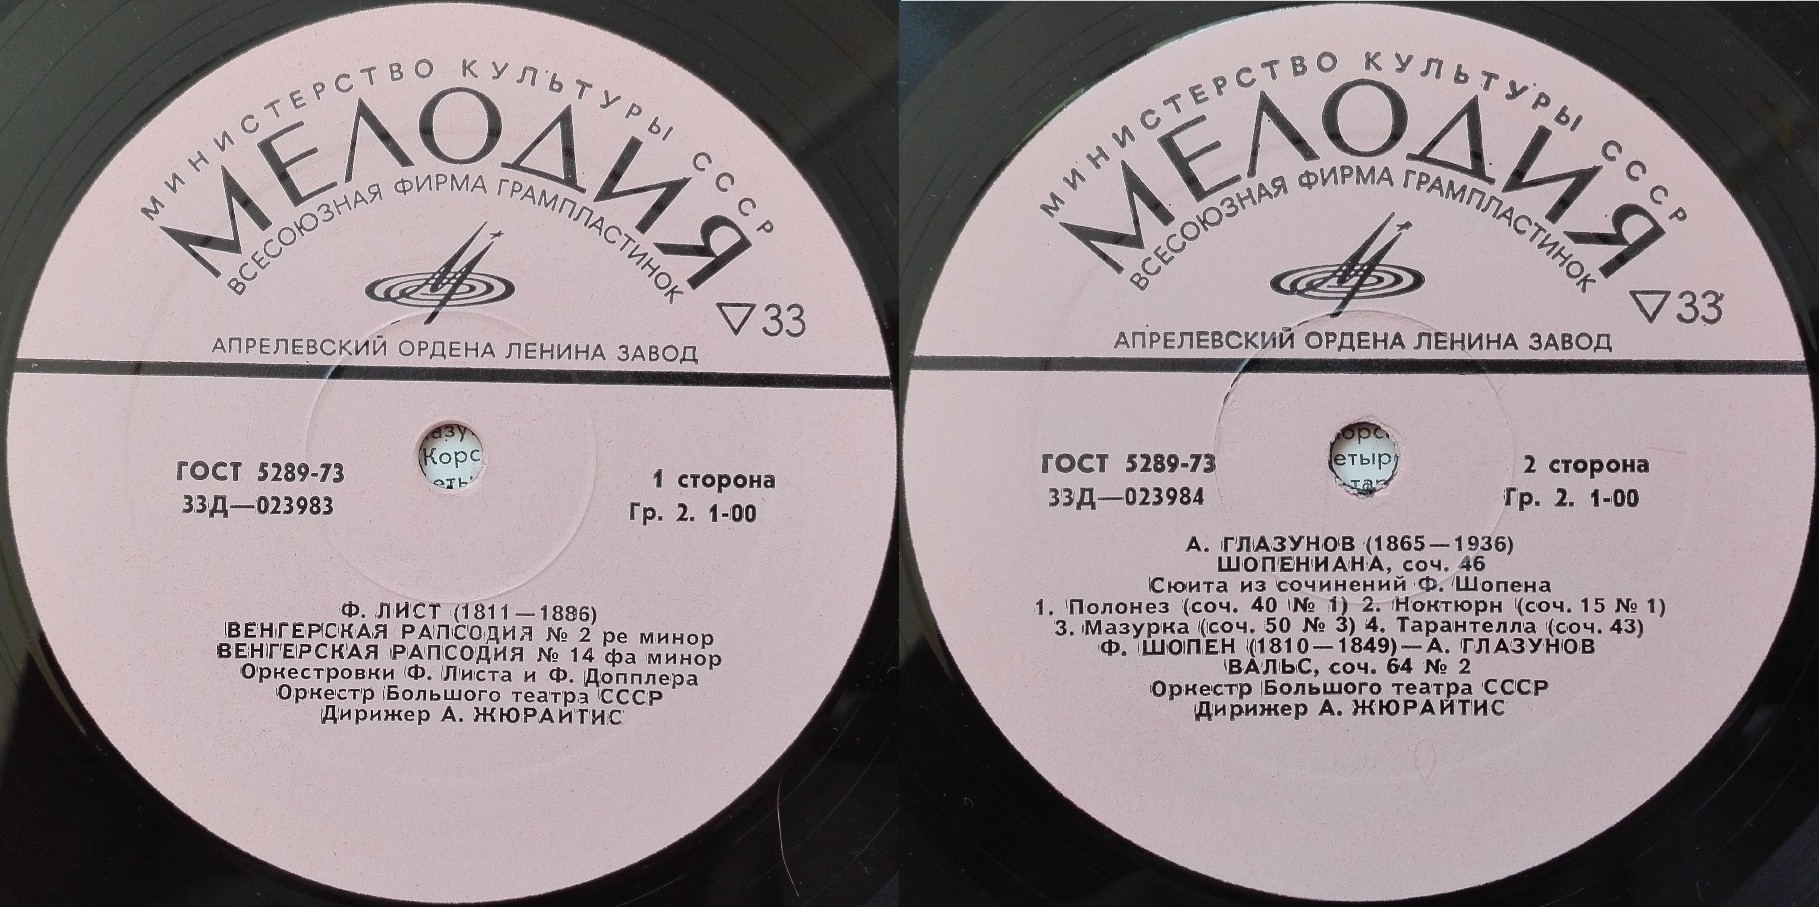 МИНИСТЕРСТВО КУЛЬТУРЫ СССР
МЕЛОДИЯ
ВСЕСОЮЗНАЯ ФИРМА ГРАМПЛАСТИНОК
33
АПРЕЛЕВСКИЙ ОРДЕНА ЛЕНИНА ЗАВОД
ГОСТ 5289-73
33Д—023983
1 сторона
Гр. 2. 1-00
Ф. ЛИСТ (1811—1886)
ВЕНГЕРСКАЯ РАПСОДИЯ № 2 ре минор
ВЕНГЕРСКАЯ РАПСОДИЯ № 14 фа минор
Оркестровки Ф. Листа и Ф. Допплера
Оркестр Большого театра СССР
Дирижер А. ЖЮРАЙТИС
МИНИСТЕРСТВО КУЛЬТУРЫ СССР
МЕЛОДИЯ
ВСЕСОЮЗНАЯ ФИРМА ГРАМПЛАСТИНОК
33
АПРЕЛЕВСКИЙ ОРДЕНА ЛЕНИНА ЗАВОД
ГОСТ 5289-73
33Д—023984
2 сторона
Гр. 2. 1-00
А. ГЛАЗУНОВ (1865—1936)
ШОПЕНИАНА, соч. 46
Сюита из сочинений Ф. Шопена
1. Полонез (соч. 40 № 1) 2. Ноктюрн (соч. 15 № 1)
3. Мазурка (соч. 50 № 3) 4. Тарантелла (соч. 43)
Ф. ШОПЕН (1810—1849)—А. ГЛАЗУНОВ
ВАЛЬС, соч. 64 № 2
Оркестр Большого театра СССР
Дирижер А. ЖЮРАЙТИС